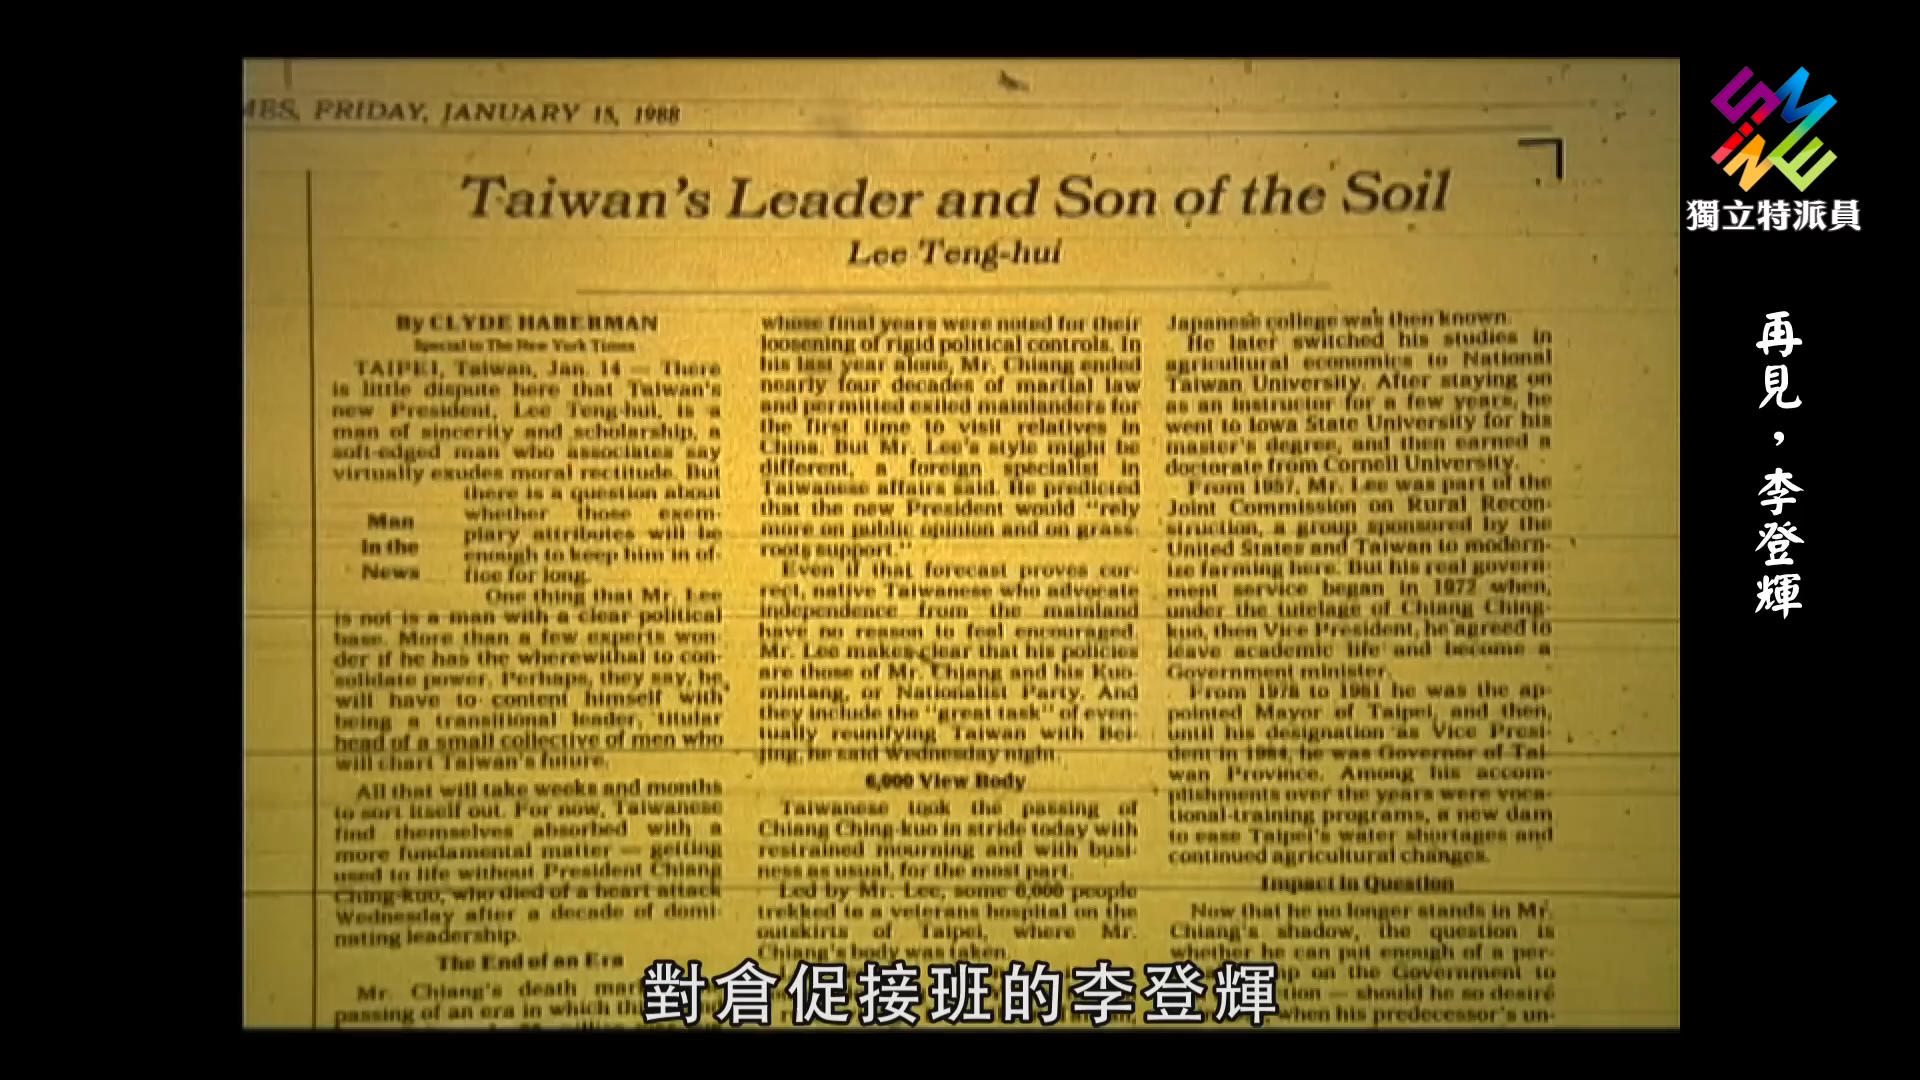 MES, FRIDAY, JANUARY 15, 1988
Taiwan's Leader and Son of the Soil
Lee Teng-hui
By CLYDE HABERMAN
Special to The New York Times
TAIPEI, Taiwan, Jan. 14 — There
is little dispute here that Taiwan's
new President, Lee Teng-hui, is a
man of sincerity and scholarship, a
soft-edged man who associates say
virtually exudes moral rectitude. But
there is a question about
whether those exem-
plary attributes will be
enough to keep him in of-
fice for long.
Man
In the
News
One thing that Mr. Lee
is not is a man with a clear political
base. More than a few experts won-
der if he has the wherewithal to con-
solidate power. Perhaps, they say, he
will have to content himself with
being a transitional leader, titular
head of a small collective of men who
will chart Taiwan's future.
All that will take weeks and months
to sort itself out. For now, Taiwanese
find themselves absorbed with a
more fundamental matter — getting
used to life without President Chiang
Ching-kuo, who died of a heart attack
Wednesday after a decade of domi-
nating leadership.
The End of an Era
Mr. Chiang's death mar
passing of an era in which th
whose final years were noted for their
loosening of rigid political controls. In
his last year alone, Mr. Chiang ended
nearly four decades of martial law
and permitted exiled mainlanders for
the first time to visit relatives in
China. But Mr. Lee's style might be
different, a foreign specialist in
Taiwanese affairs said. He predicted
that the new President would "rely
more on public opinion and on grass-
roots support."
Even if that forecast proves cor-
rect, native Taiwanese who advocate
independence from the mainland
have no reason to feel encouraged.
Mr. Lee makes clear that his policies
are those of Mr. Chiang and his Kuo-
mintang, or Nationalist Party. And
they include the "great task" of even-
tually reunifying Taiwan with Bei-
jing, he said Wednesday night.
6,000 View Body
Taiwanese took the passing of
Chiang Ching-kuo in stride today with
restrained mourning and with busi-
ness as usual, for the most part.
Led by Mr. Lee, some 6,000 people
trekked to a veterans hospital on the
outskirts of Taipei, where Mr.
Chiang's body was taken.
Japanese college was then known.
He later switched his studies in
agricultural economics to National
Taiwan University. After staying on
as an instructor for a few years, he
went to Iowa State University for his
master's degree, and then earned a
doctorate from Cornell University.
From 1957, Mr. Lee was part of the
Joint Commission on Rural Recon-
struction, a group sponsored by the
United States and Taiwan to modern-
ize farming here. But his real govern-
ment service began in 1972 when,
under the tutelage of Chiang Ching-
kuo, then Vice President, he agreed to
leave academic life and become a
Government minister.
From 1978 to 1981 he was the ap-
pointed Mayor of Taipei, and then,
until his designation as Vice Presi-
dent in 1984, he was Governor of Tai-
wan Province. Among his accom-
plishments over the years were voca-
tional-training programs, a new dam
to ease Taipei's water shortages and
continued agricultural changes.
Impact in Question
Now that he no longer stands in Mr.
Chiang's shadow, the question is
whether he can put enough of a per-
p on the Government to
tion — should he so desire
when his predecessor's un-
對倉促接班的李登輝
獨立特派員
再見，李登輝